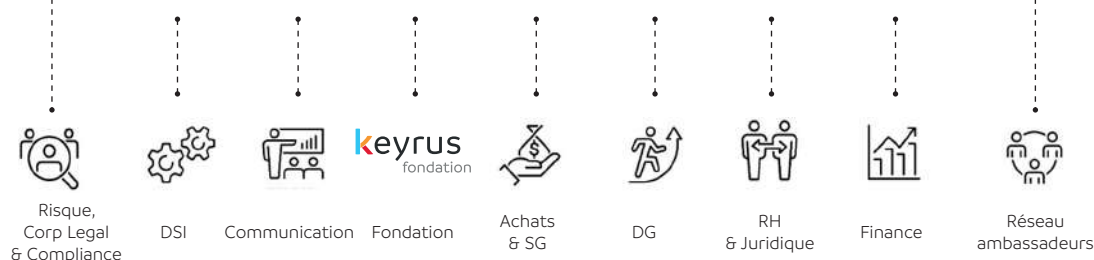 keyrus
fondation
Risque,
Corp Legal
& Compliance
DSI
Communication
Fondation
Achats
& SG
DG
RH
& Juridique
Finance
Réseau
ambassadeurs